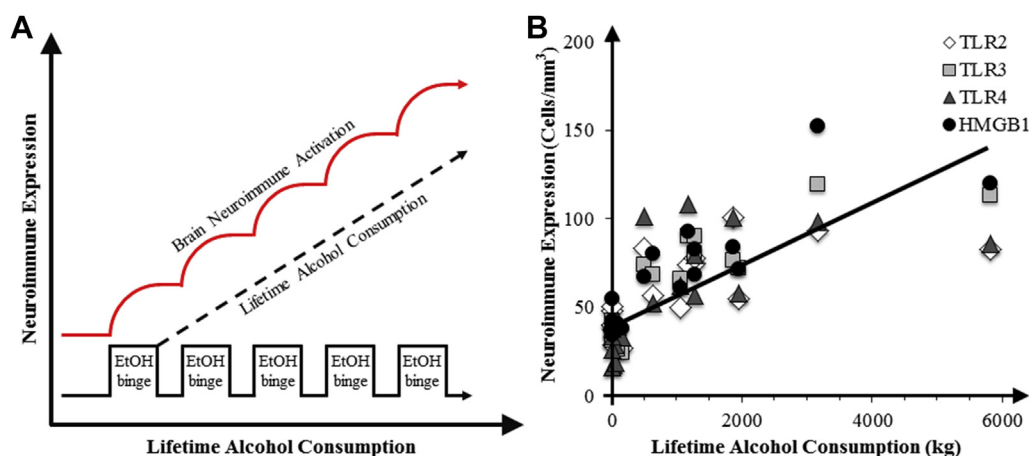 A
Neuroimmune Expression
Brain Neuroimmune Activation
Lifetime Alcohol Consumption
EtOH
binge
EtOH
binge
EtOH
binge
EtOH
binge
EtOH
binge
Lifetime Alcohol Consumption
B
Neuroimmune Expression (Cells/mm³)
200
150
100
50
0
TLR2
TLR3
TLR4
HMGB1
0
2000
4000
6000
Lifetime Alcohol Consumption (kg)